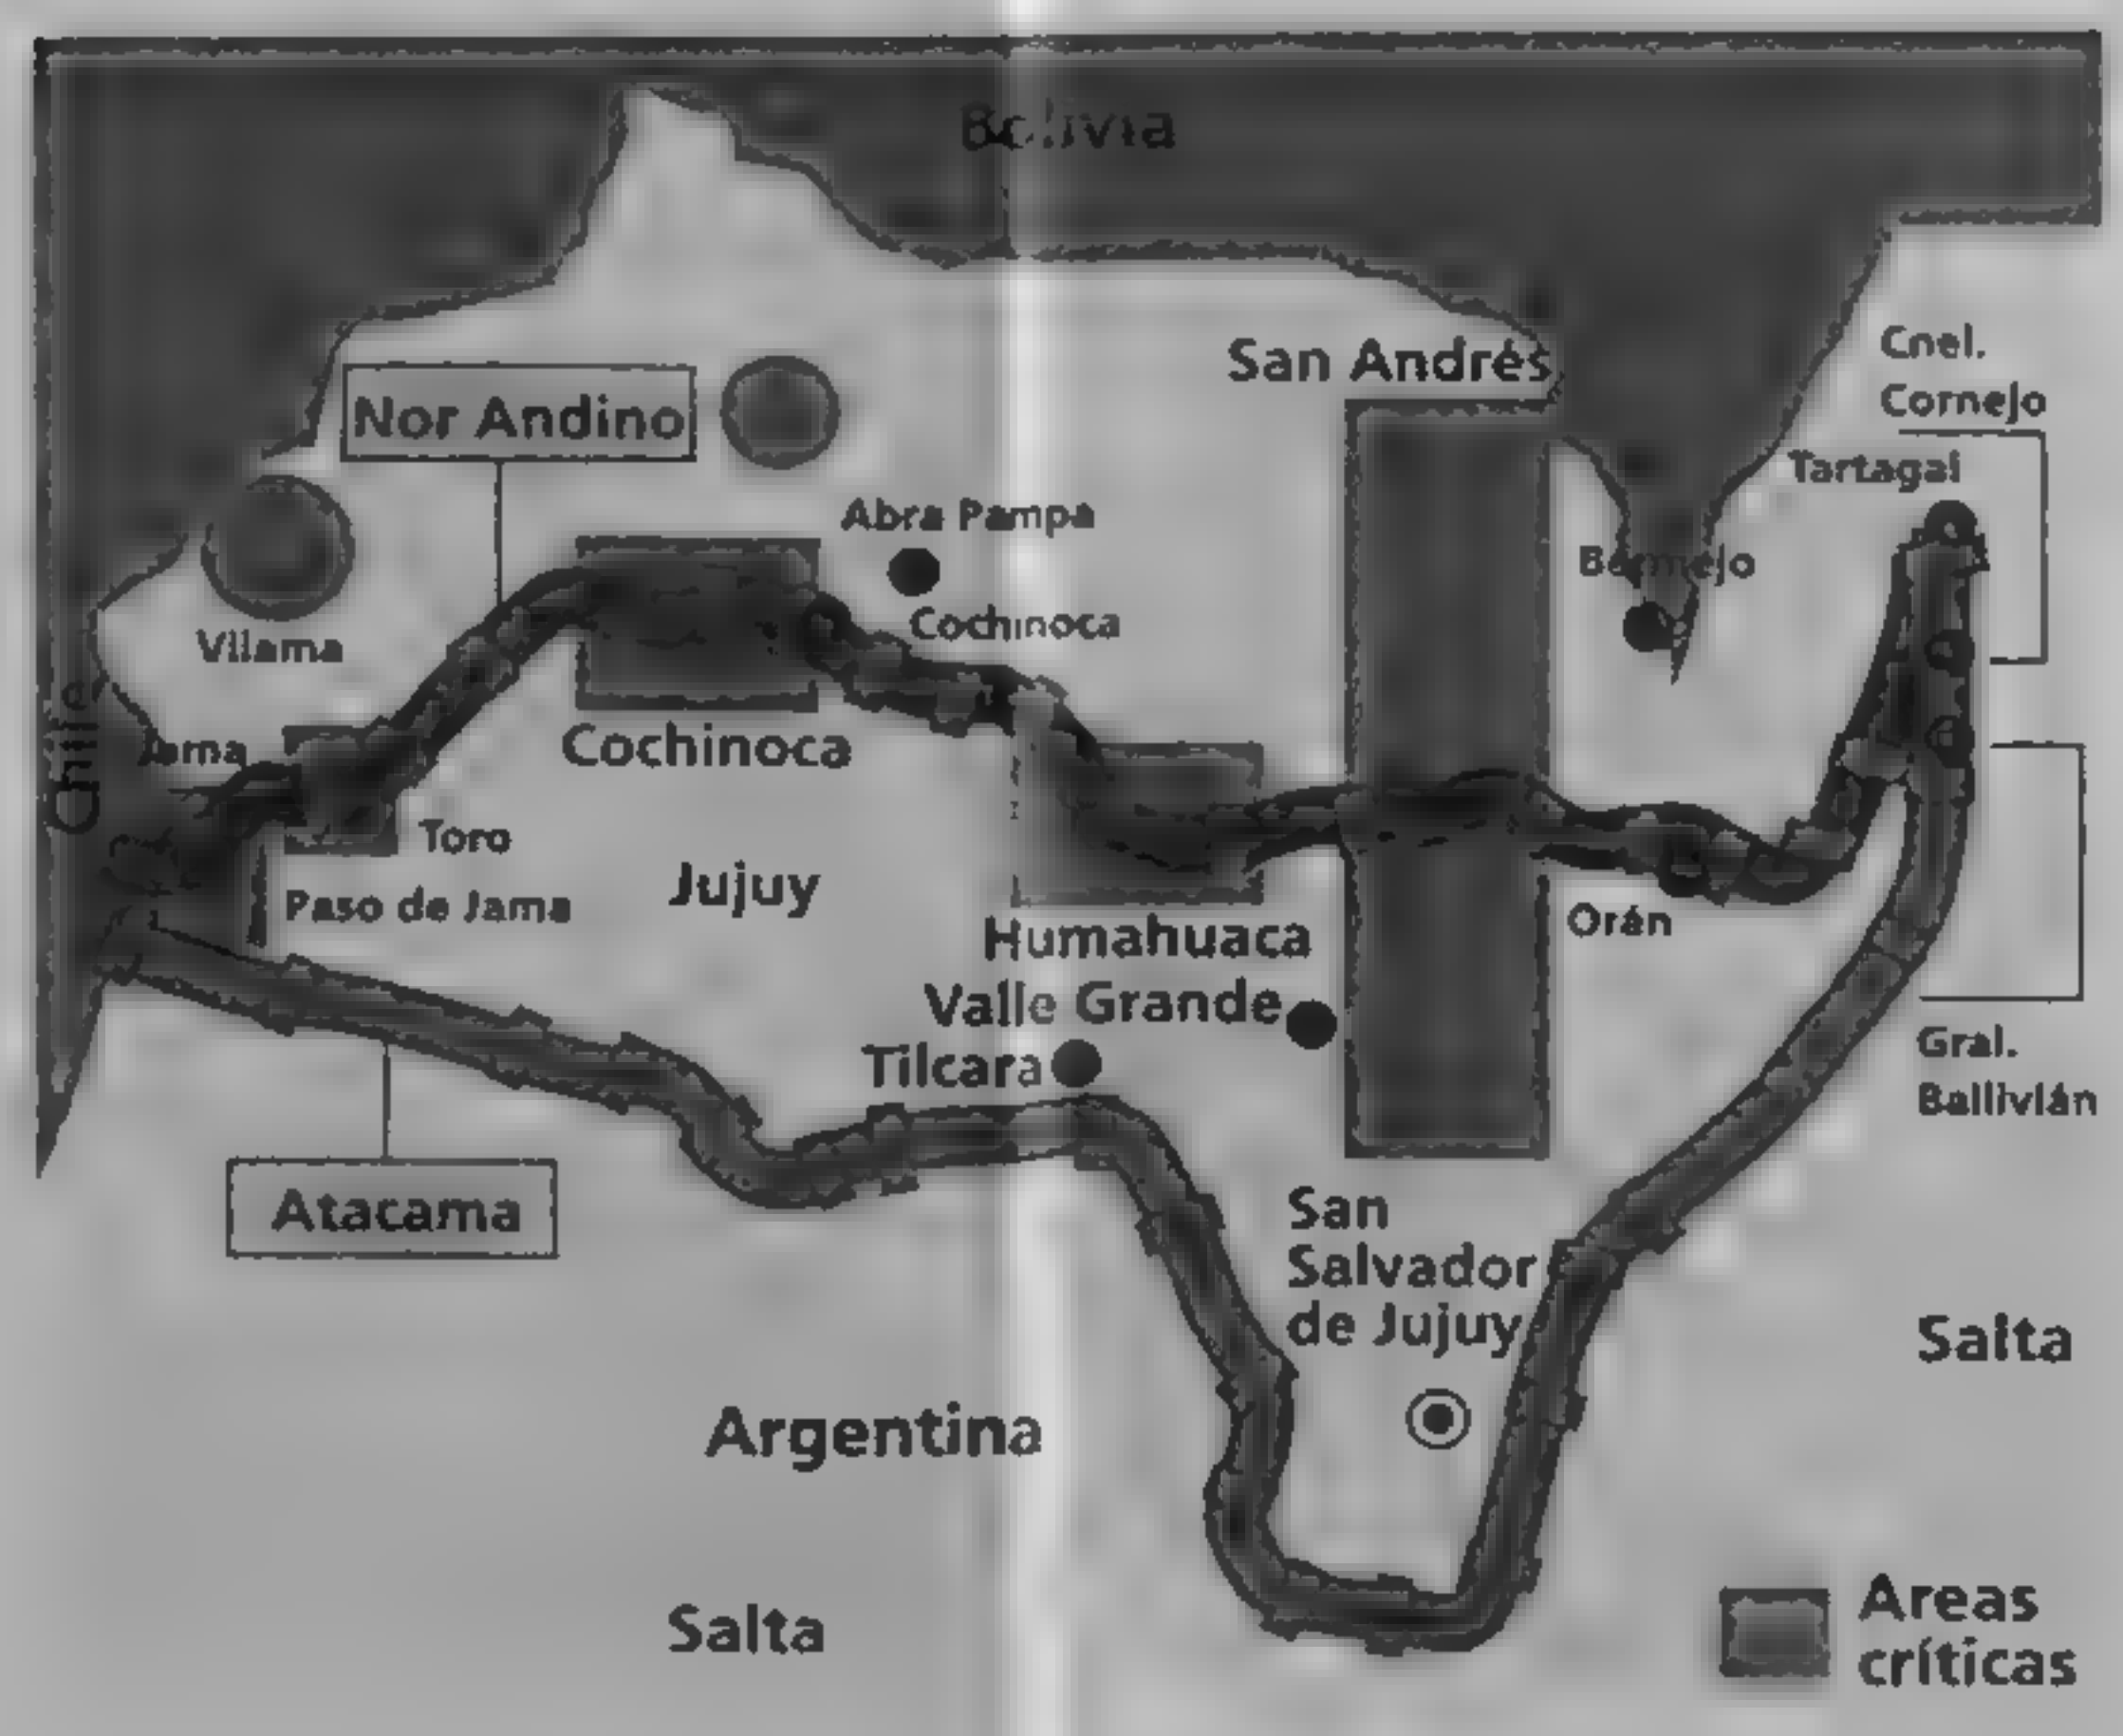 Bolivia
San Andrés
Cnel.
Cornejo
Nor Andino
Tartagal
Abra Pampa
Bermejo
Cochinoca
Vilama
Chile
Jama
Cochinoca
Toro
Jujuy
Paso de Jama
Orán
Humahuaca
Valle Grande
Tilcara
Gral.
Ballivián
Atacama
San
Salvador
de Jujuy
Salta
Argentina
Salta
Areas
críticas